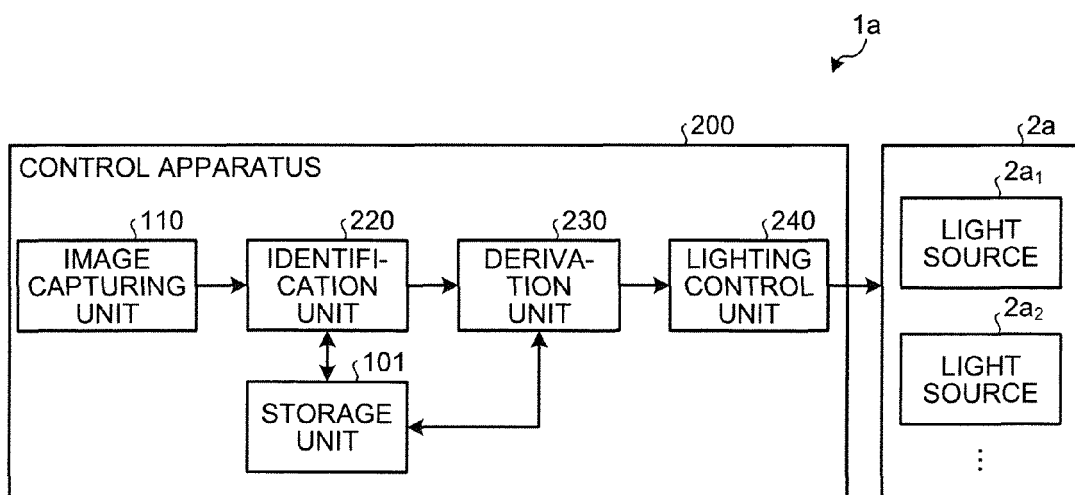 1a
200
2a
CONTROL APPARATUS
110
IMAGE
CAPTURING
UNIT
220
IDENTIFI-
CATION
UNIT
230
DERIVA-
TION UNIT
240
LIGHTING
CONTROL
UNIT
101
STORAGE
UNIT
2a₁
LIGHT
SOURCE
2a₂
LIGHT
SOURCE
⋮